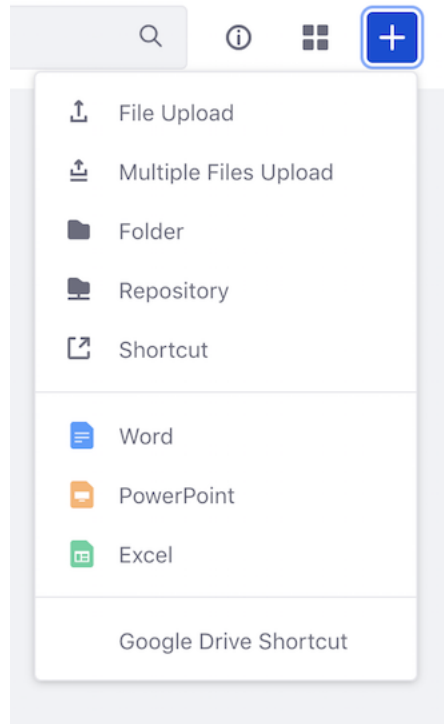 File Upload
Multiple Files Upload
Folder
Repository
Shortcut
Word
PowerPoint
Excel
Google Drive Shortcut